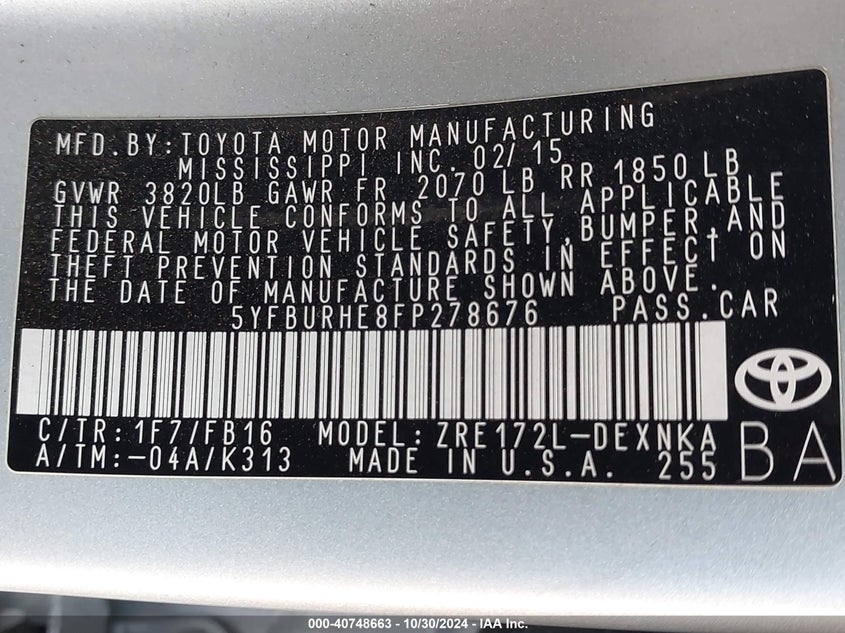 MFD.BY:TOYOTA MOTOR MANUFACTURING
MISSISSIPPI INC. 02/15
GVWR 3820LB GAWR FR 2070 LB RR 1850 LB
THIS VEHICLE CONFORMS TO ALL APPLICABLE
FEDERAL MOTOR VEHICLE SAFETY,BUMPER,AND
THEFT PREVENTION STANDARDS IN EFFECT ON
THE DATE OF MANUFACTURE SHOWN ABOVE.
5YFBURHE8FP278676 PASS.CAR
C/TR:1F7/FB16 MODEL:ZRE172L-DEXNKA
A/TM:-04A/K313 MADE IN U.S.A. 255
BA
000-40748663 - 10/30/2024 - IAA Inc.